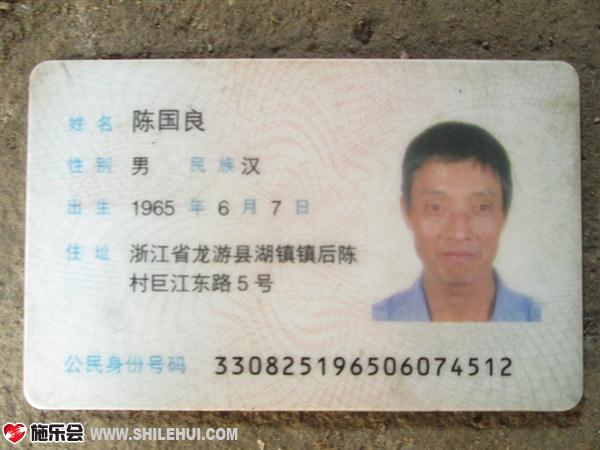 姓名 陈国良
性别 男 民族 汉
出生 1965 年 6 月 7 日
住址 浙江省龙游县湖镇镇后陈
村巨江东路5号
公民身份号码 330825196506074512
施乐会 WWW.SHILEHUI.COM